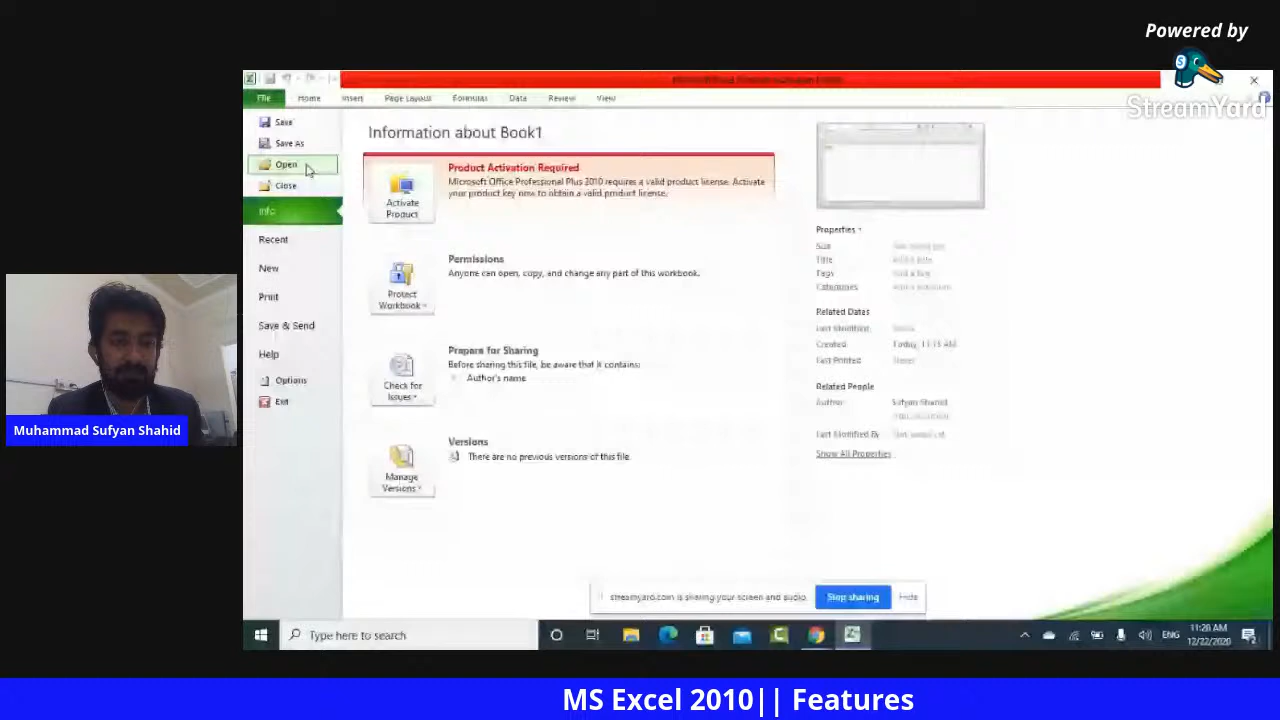 Powered by
StreamYard
File Home Insert Page Layout Formulas Data Review View
Save
Save As
Open
Close
Info
Recent
New
Print
Save & Send
Help
Options
Exit
Information about Book1
Activate
Product
Product Activation Required
Microsoft Office Professional Plus 2010 requires a valid product license. Activate
your product key now to obtain a valid product license.
Protect
Workbook
Permissions
Anyone can open, copy, and change any part of this workbook.
Check for
Issues
Prepare for Sharing
Before sharing this file, be aware that it contains:
Author's name
Manage
Versions
Versions
There are no previous versions of this file.
Properties
Size
Title
Tags
Categories
Related Dates
Last Modified
Created Today, 11:15 AM
Last Printed
Related People
Author Sufyan Shahid
Last Modified By
Show All Properties
Muhammad Sufyan Shahid
streamyard.com is sharing your screen and audio.
Stop sharing
Hide
Type here to search
ENG
11:26 AM
12/22/2020
MS Excel 2010|| Features